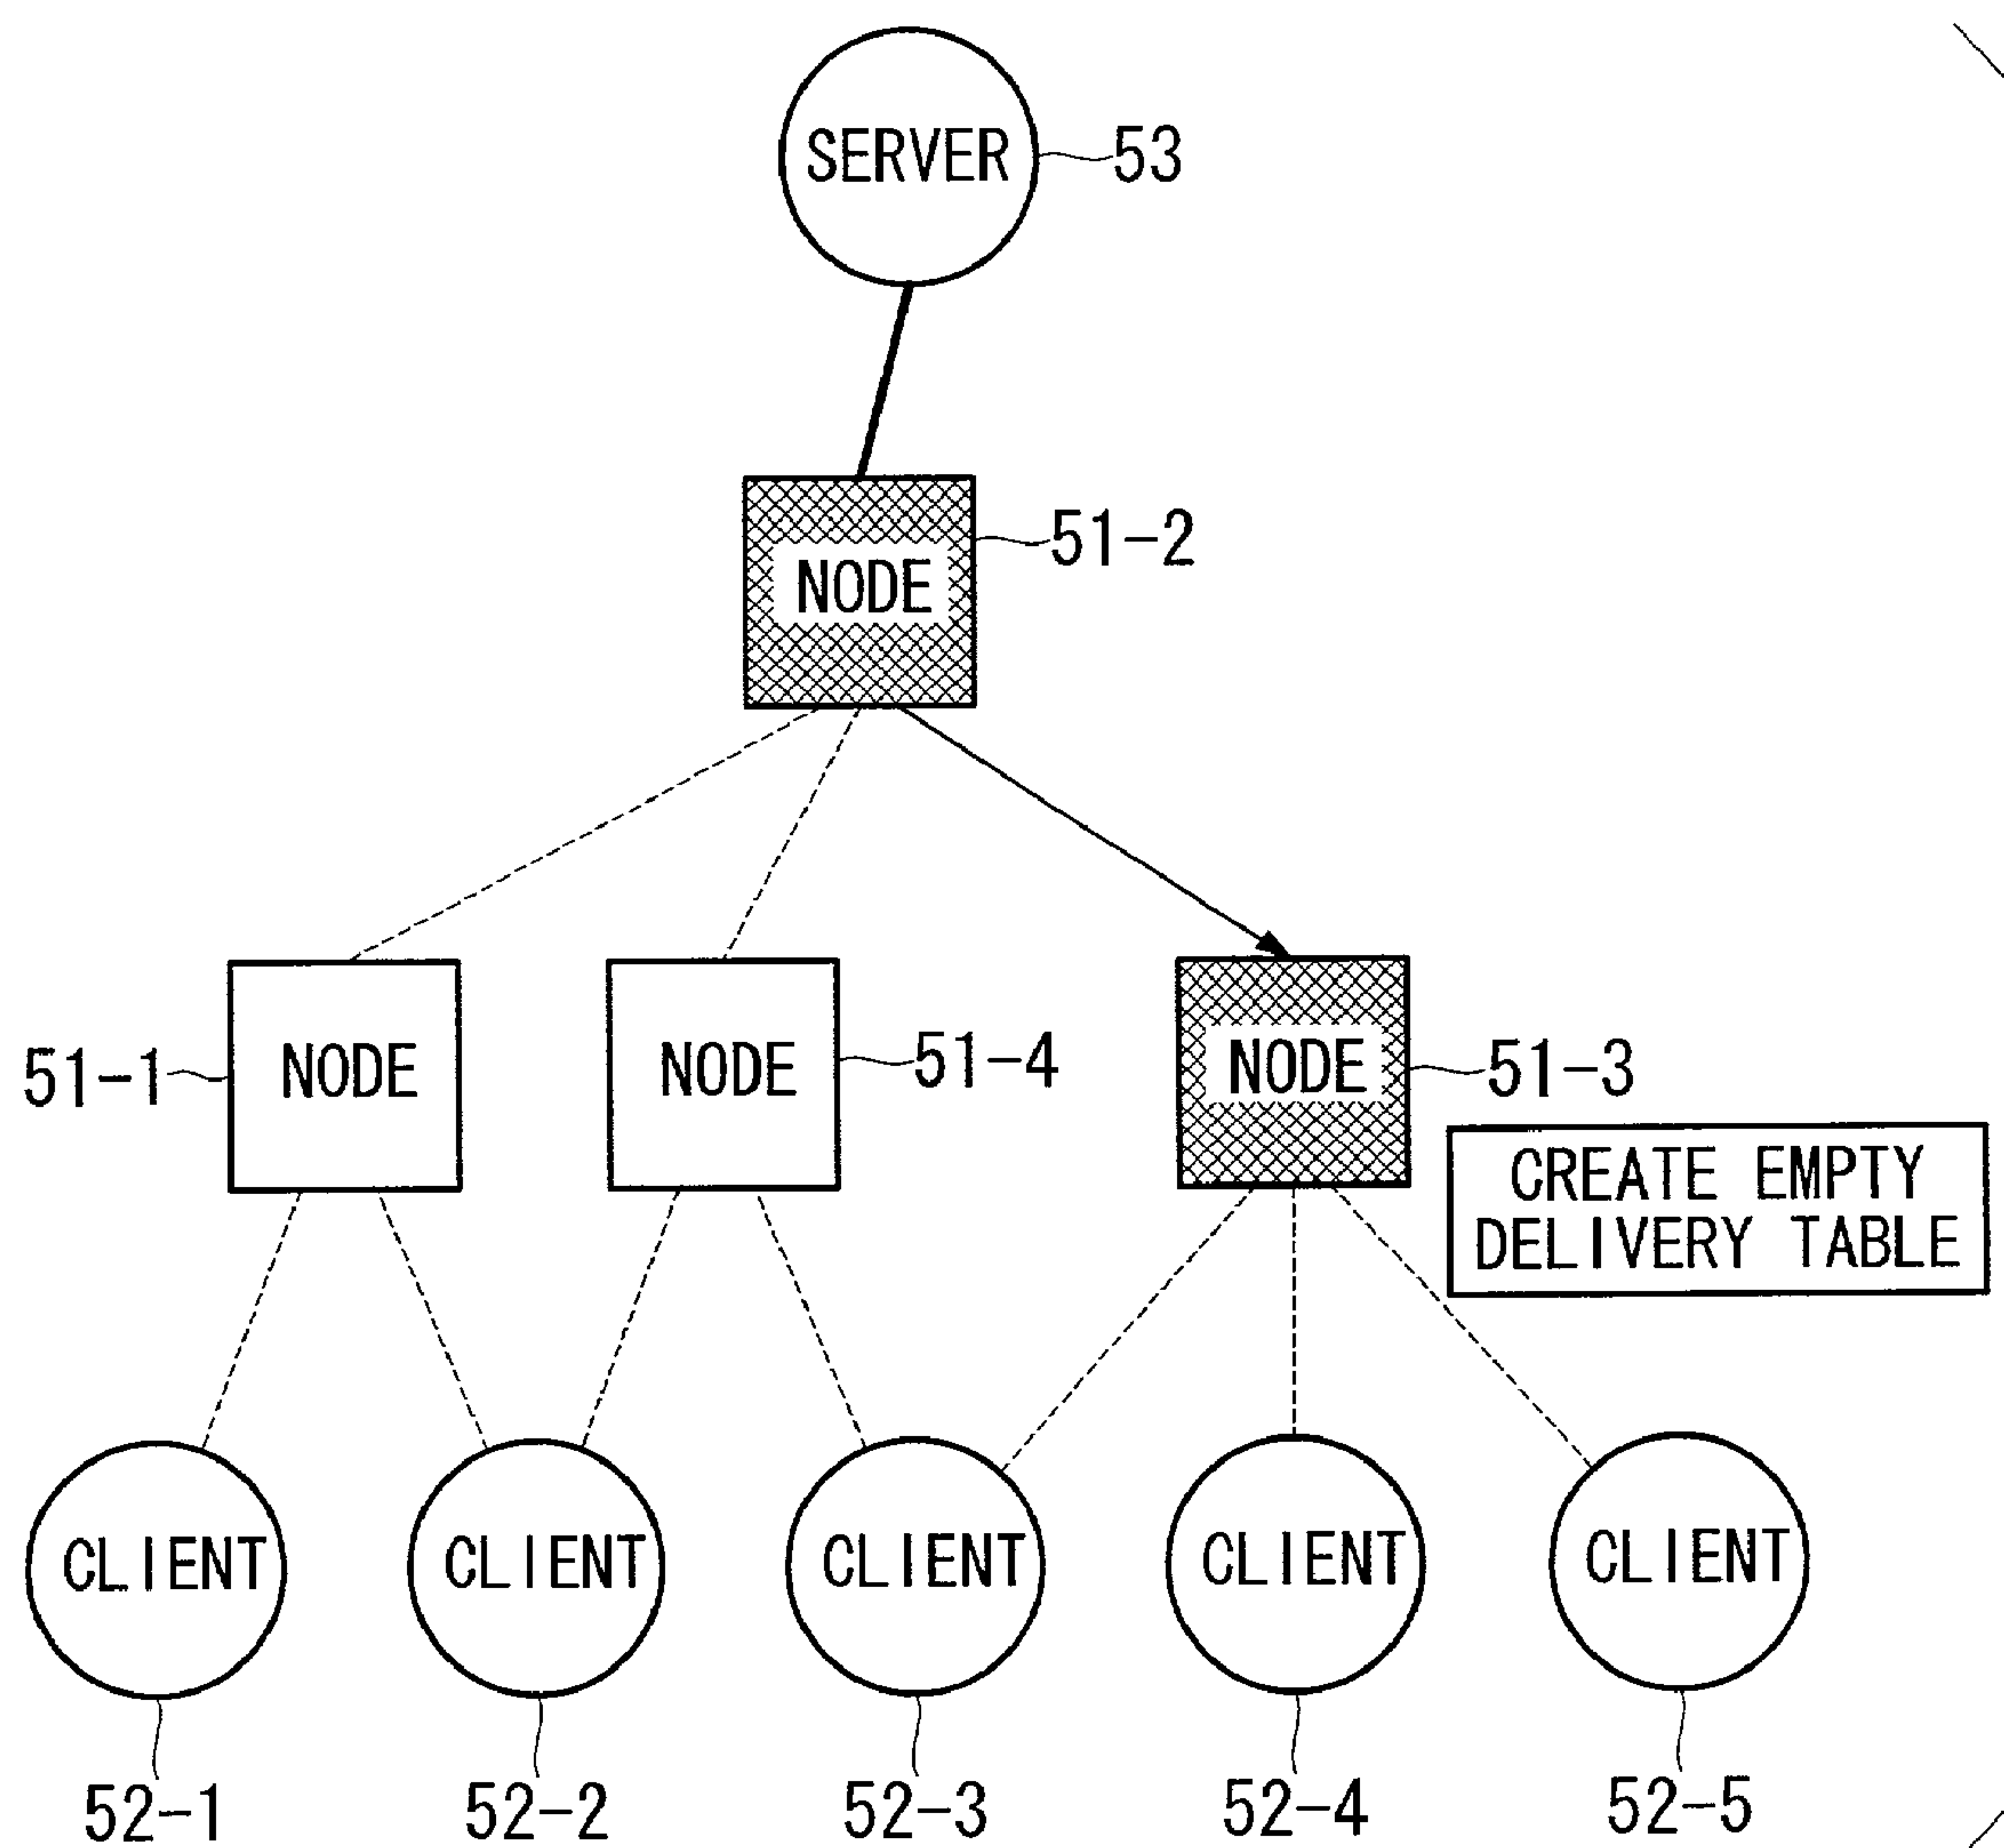 SERVER
53
NODE
51-2
NODE
51-1
NODE
51-4
NODE
51-3
CREATE EMPTY
DELIVERY TABLE
CLIENT
CLIENT
CLIENT
CLIENT
CLIENT
52-1
52-2
52-3
52-4
52-5